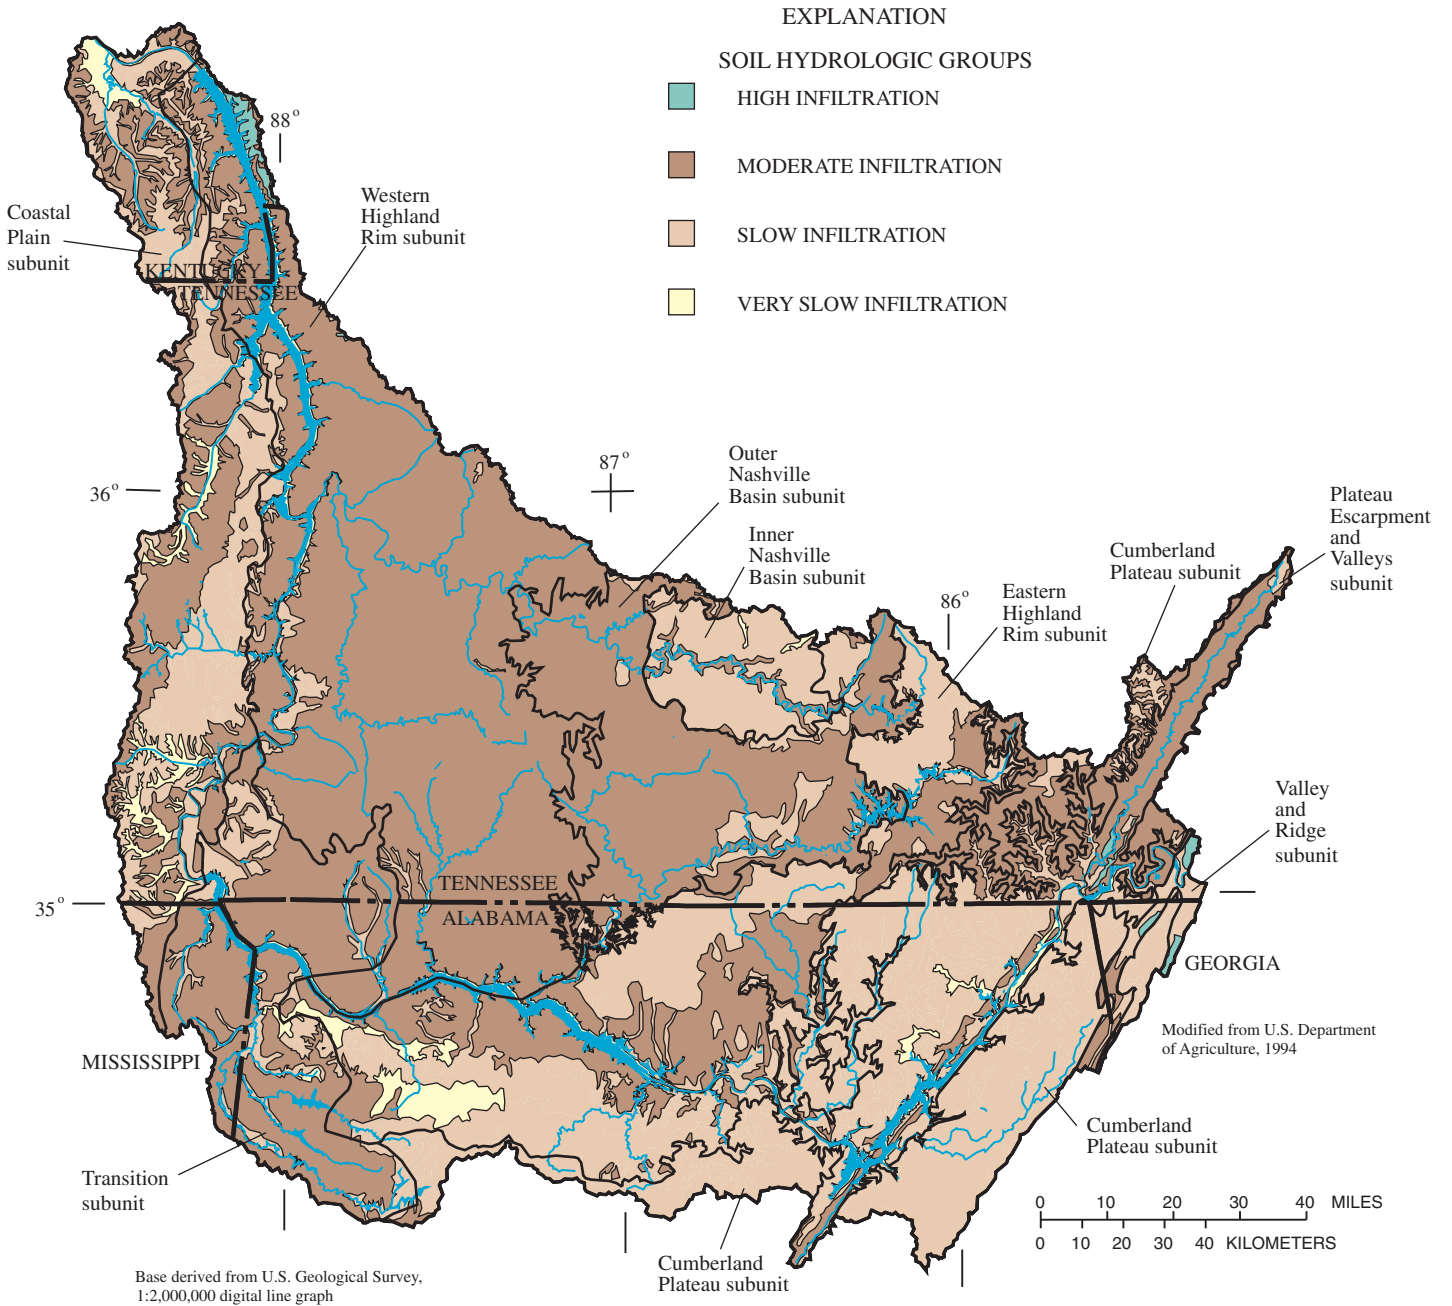 EXPLANATION
SOIL HYDROLOGIC GROUPS
HIGH INFILTRATION
MODERATE INFILTRATION
SLOW INFILTRATION
VERY SLOW INFILTRATION
88°
Western
Highland
Rim subunit
Coastal
Plain
subunit
KENTUCKY
TENNESSEE
36°
87°
Outer
Nashville
Basin subunit
Inner
Nashville
Basin subunit
86°
Eastern
Highland
Rim subunit
Cumberland
Plateau subunit
Plateau
Escarpment
and
Valleys
subunit
Valley
and
Ridge
subunit
35°
TENNESSEE
ALABAMA
GEORGIA
MISSISSIPPI
Modified from U.S. Department
of Agriculture, 1994
Cumberland
Plateau subunit
Transition
subunit
Cumberland
Plateau subunit
0 10 20 30 40 MILES
0 10 20 30 40 KILOMETERS
Base derived from U.S. Geological Survey,
1:2,000,000 digital line graph